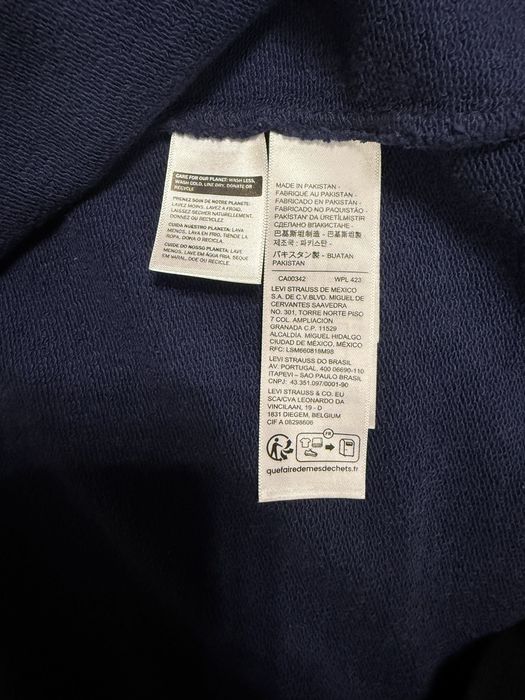 CARE FOR OUR PLANET: WASH LESS,
WASH COLD, LINE DRY, DONATE OR
RECYCLE
PRENEZ SOIN DE NOTRE PLANÈTE:
LAVEZ MOINS, LAVEZ À FROID,
LAISSEZ SÉCHER NATURELLEMENT,
DONNEZ OU RECYCLEZ
CUIDA NUESTRO PLANETA: LAVA
MENOS, LAVA EN FRÍO, TIENDE LA
ROPA, DONA O RECICLA.
CUIDE DO NOSSO PLANETA: LAVE
MENOS, LAVE EM ÁGUA FRIA, SEQUE
EM VARAL, DOE OU RECICLE.
MADE IN PAKISTAN -
FABRIQUÉ AU PAKISTAN -
FABRICADO EN PAKISTÁN -
FABRICADO NO PAQUISTÃO -
PAKISTAN'DA ÜRETİLMİŞTİR -
СДЕЛАНО ВПАКИСТАНЕ -
巴基斯坦制造 - 巴基斯坦製造 -
제조국 : 파키스탄 -
パキスタン製 - BUATAN
PAKISTAN
CA00342 WPL 423
LEVI STRAUSS DE MEXICO
S.A. DE C.V.BLVD. MIGUEL DE
CERVANTES SAAVEDRA
NO. 301, TORRE NORTE PISO
7 COL. AMPLIACION
GRANADA C.P. 11529
ALCALDÍA. MIGUEL HIDALGO
CIUDAD DE MÉXICO, MÉXICO
RFC: LSM660818M98
LEVI STRAUSS DO BRASIL
AV. PORTUGAL, 400 06690-110
ITAPEVI – SAO PAULO BRASIL
CNPJ: 43.351.097/0001-90
LEVI STRAUSS & CO. EU
SCA/CVA LEONARDO DA
VINCILAAN, 19 - D
1831 DIEGEM, BELGIUM
CIF A 08298608
FR
quefairedemesdechets.fr